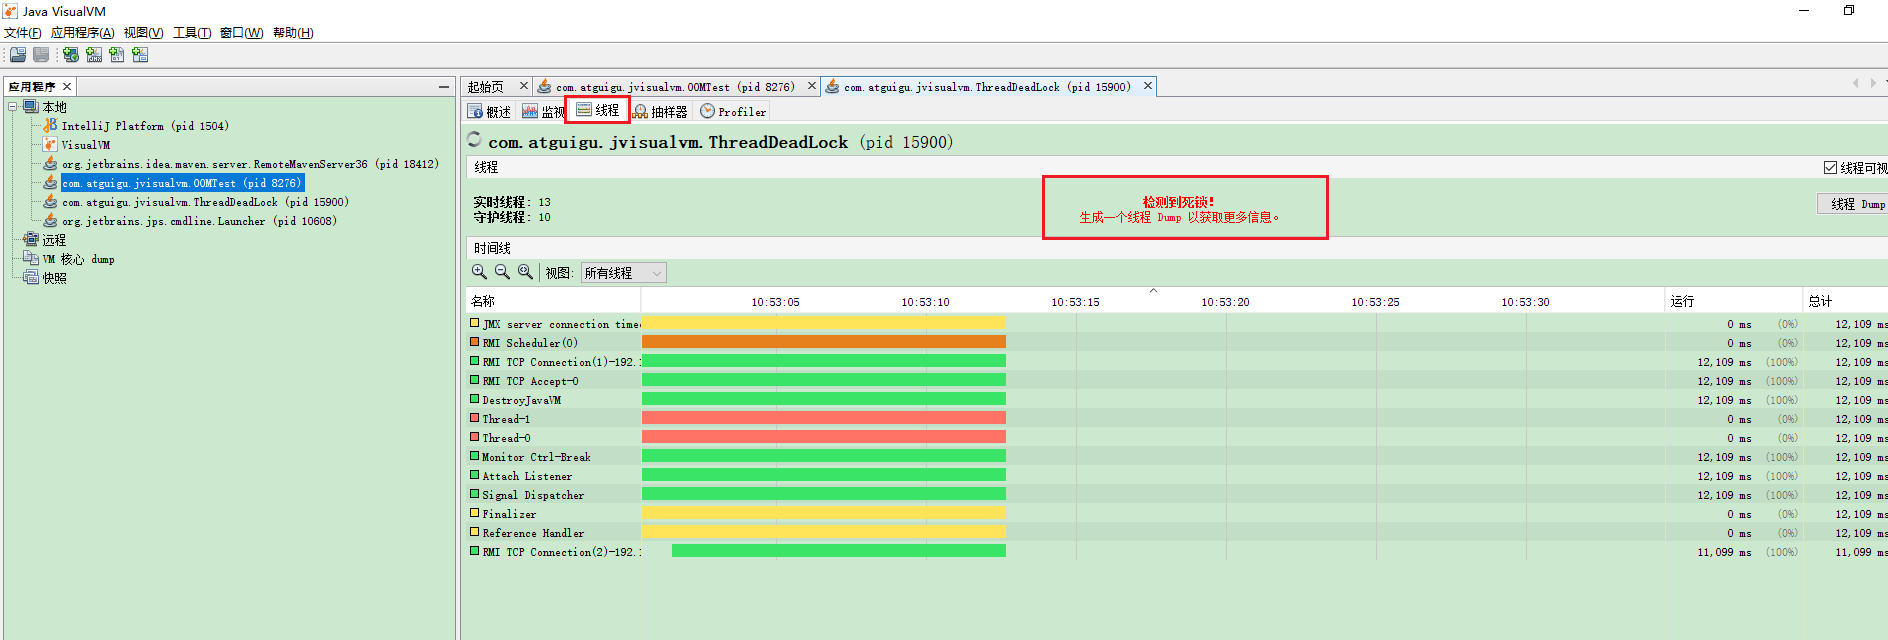 Java VisualVM
文件(F) 应用程序(A) 视图(V) 工具(T) 窗口(W) 帮助(H)
应用程序
本地
IntelliJ Platform (pid 1504)
VisualVM
org.jetbrains.idea.maven.server.RemoteMavenServer36 (pid 18412)
com.atguigu.jvisualvm.OOMTest (pid 8276)
com.atguigu.jvisualvm.ThreadDeadLock (pid 15900)
org.jetbrains.jps.cmdline.Launcher (pid 10608)
远程
VM 核心 dump
快照
起始页 com.atguigu.jvisualvm.OOMTest (pid 8276) com.atguigu.jvisualvm.ThreadDeadLock (pid 15900)
概述 监视 线程 抽样器 Profiler
com.atguigu.jvisualvm.ThreadDeadLock (pid 15900)
线程 线程可视
实时线程: 13
守护线程: 10
检测到死锁!
生成一个线程 Dump 以获取更多信息。
线程 Dump
时间线
视图: 所有线程
名称 10:53:05 10:53:10 10:53:15 10:53:20 10:53:25 10:53:30 运行 总计
JMX server connection time 0 ms (0%) 12,109 ms
RMI Scheduler(0) 0 ms (0%) 12,109 ms
RMI TCP Connection(1)-192. 12,109 ms (100%) 12,109 ms
RMI TCP Accept-0 12,109 ms (100%) 12,109 ms
DestroyJavaVM 12,109 ms (100%) 12,109 ms
Thread-1 0 ms (0%) 12,109 ms
Thread-0 0 ms (0%) 12,109 ms
Monitor Ctrl-Break 12,109 ms (100%) 12,109 ms
Attach Listener 12,109 ms (100%) 12,109 ms
Signal Dispatcher 12,109 ms (100%) 12,109 ms
Finalizer 0 ms (0%) 12,109 ms
Reference Handler 0 ms (0%) 12,109 ms
RMI TCP Connection(2)-192. 11,099 ms (100%) 11,099 ms